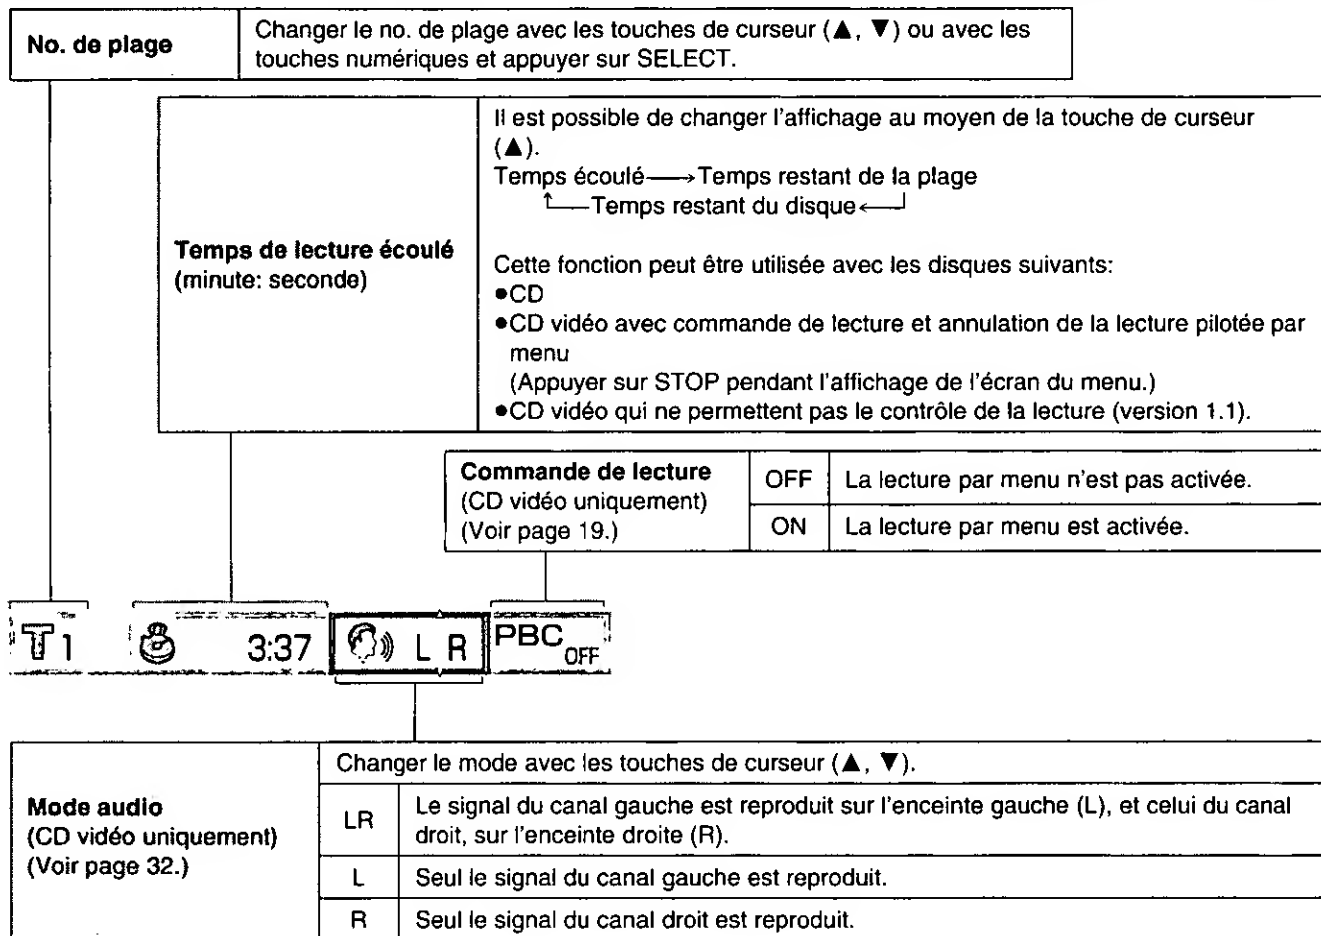 No. de plage
Changer le no. de plage avec les touches de curseur (▲, ▼) ou avec les
touches numériques et appuyer sur SELECT.
Temps de lecture écoulé
(minute: seconde)
Il est possible de changer l'affichage au moyen de la touche de curseur
(▲).
Temps écoulé→Temps restant de la plage
↑Temps restant du disque←
Cette fonction peut être utilisée avec les disques suivants:
●CD
●CD vidéo avec commande de lecture et annulation de la lecture pilotée par
menu
(Appuyer sur STOP pendant l'affichage de l'écran du menu.)
●CD vidéo qui ne permettent pas le contrôle de la lecture (version 1.1).
Commande de lecture
(CD vidéo uniquement)
(Voir page 19.)
OFF
La lecture par menu n'est pas activée.
ON
La lecture par menu est activée.
T 1 3:37 L R PBC OFF
Mode audio
(CD vidéo uniquement)
(Voir page 32.)
Changer le mode avec les touches de curseur (▲, ▼).
LR
Le signal du canal gauche est reproduit sur l'enceinte gauche (L), et celui du canal
droit, sur l'enceinte droite (R).
L
Seul le signal du canal gauche est reproduit.
R
Seul le signal du canal droit est reproduit.